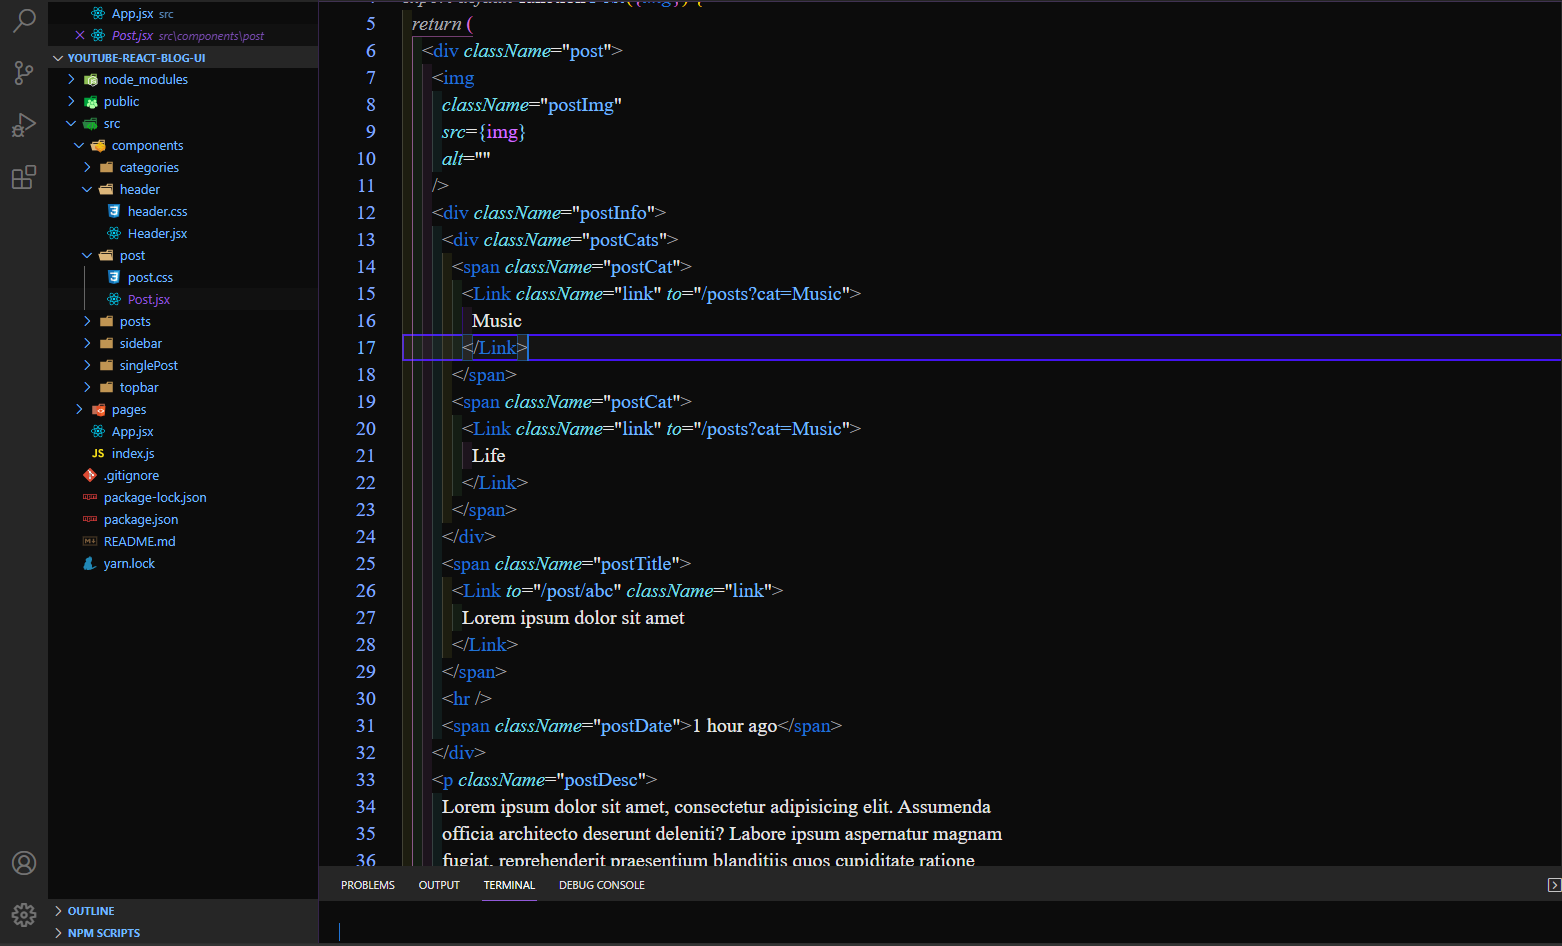 App.jsx src
Post.jsx src\components\post
YOUTUBE-REACT-BLOG-UI
node_modules
public
src
components
categories
header
header.css
Header.jsx
post
post.css
Post.jsx
posts
sidebar
singlePost
topbar
pages
App.jsx
JS index.js
.gitignore
package-lock.json
package.json
README.md
yarn.lock
OUTLINE
NPM SCRIPTS
5 return (
6 <div className="post">
7 <img
8 className="postImg"
9 src={img}
10 alt=""
11 />
12 <div className="postInfo">
13 <div className="postCats">
14 <span className="postCat">
15 <Link className="link" to="/posts?cat=Music">
16 Music
17 </Link>
18 </span>
19 <span className="postCat">
20 <Link className="link" to="/posts?cat=Music">
21 Life
22 </Link>
23 </span>
24 </div>
25 <span className="postTitle">
26 <Link to="/post/abc" className="link">
27 Lorem ipsum dolor sit amet
28 </Link>
29 </span>
30 <hr />
31 <span className="postDate">1 hour ago</span>
32 </div>
33 <p className="postDesc">
34 Lorem ipsum dolor sit amet, consectetur adipisicing elit. Assumenda
35 officia architecto deserunt deleniti? Labore ipsum aspernatur magnam
36 fugiat, reprehenderit praesentium blanditiis quos cupiditate ratione
PROBLEMS OUTPUT TERMINAL DEBUG CONSOLE